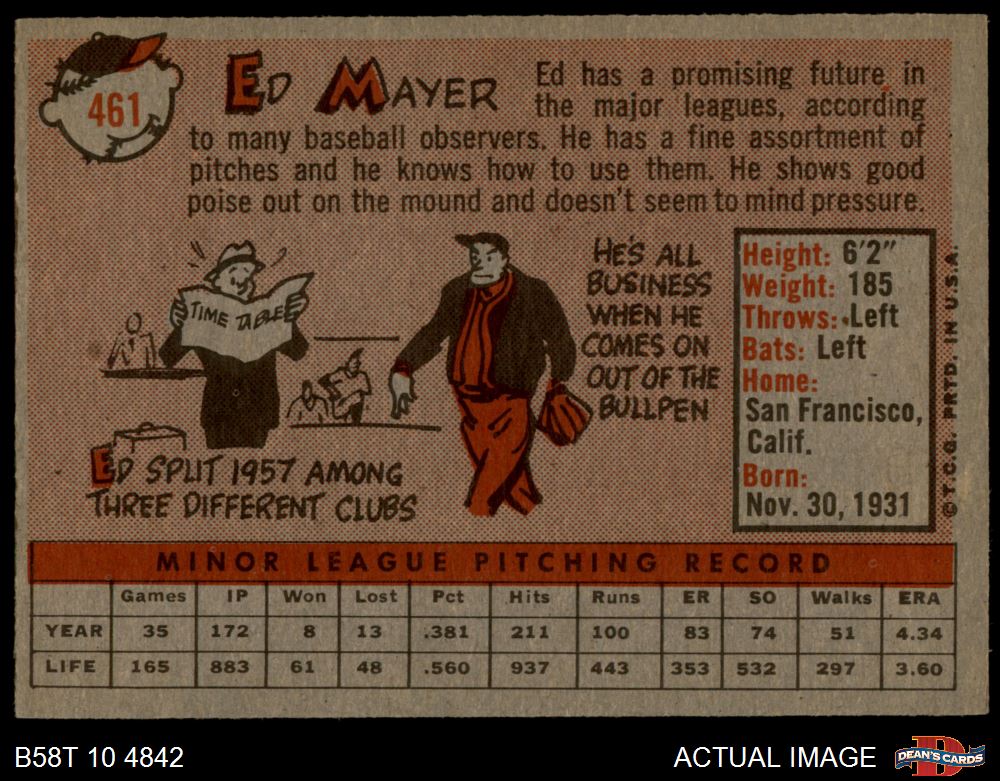 461
ED MAYER
Ed has a promising future in
the major leagues, according
to many baseball observers. He has a fine assortment of
pitches and he knows how to use them. He shows good
poise out on the mound and doesn't seem to mind pressure.
TIME TABLE
ED SPLIT 1957 AMONG
THREE DIFFERENT CLUBS
HE'S ALL
BUSINESS
WHEN HE
COMES ON
OUT OF THE
BULLPEN
Height: 6'2"
Weight: 185
Throws: Left
Bats: Left
Home:
San Francisco,
Calif.
Born:
Nov. 30, 1931
© T.C.G. PRTD. IN U.S.A.
MINOR LEAGUE PITCHING RECORD
Games IP Won Lost Pct Hits Runs ER SO Walks ERA
YEAR 35 172 8 13 .381 211 100 83 74 51 4.34
LIFE 165 883 61 48 .560 937 443 353 532 297 3.60
B58T 10 4842
ACTUAL IMAGE
D
DEAN'S CARDS